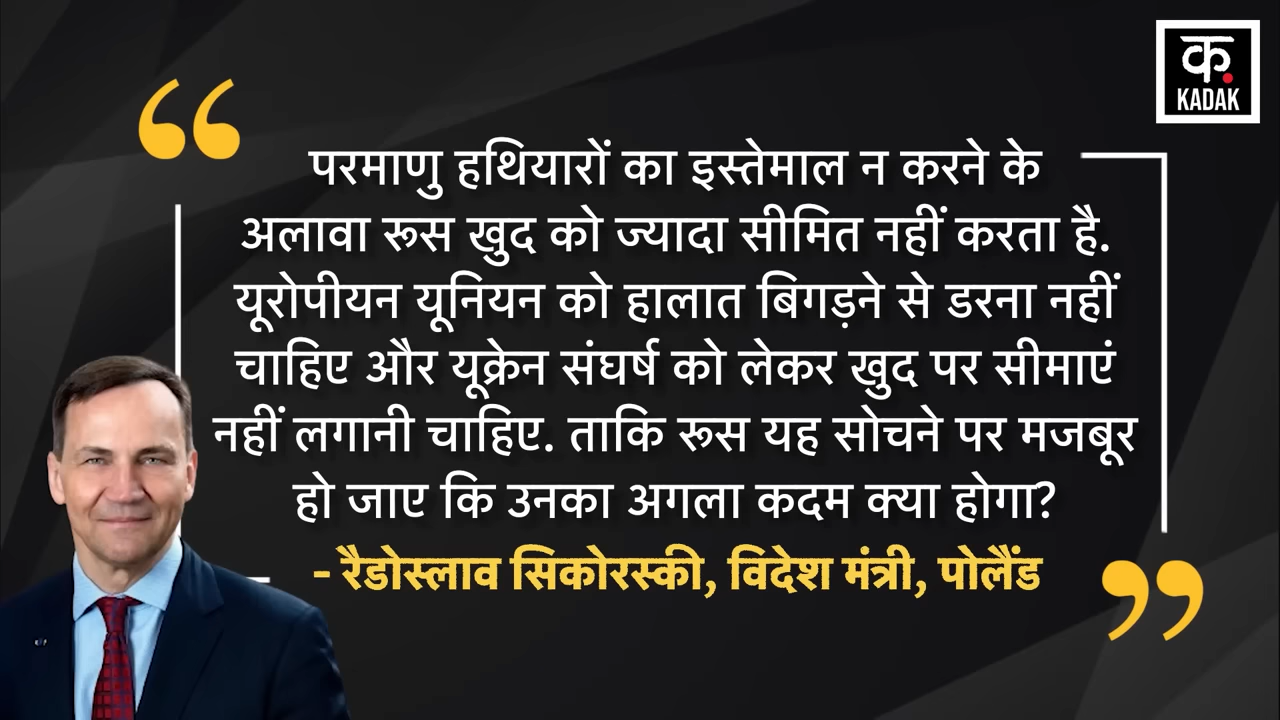 क.
KADAK
परमाणु हथियारों का इस्तेमाल न करने के
अलावा रूस खुद को ज्यादा सीमित नहीं करता है.
यूरोपीयन यूनियन को हालात बिगड़ने से डरना नहीं
चाहिए और यूक्रेन संघर्ष को लेकर खुद पर सीमाएं
नहीं लगानी चाहिए. ताकि रूस यह सोचने पर मजबूर
हो जाए कि उनका अगला कदम क्या होगा?
- रैडोस्लाव सिकोरस्की, विदेश मंत्री, पोलैंड